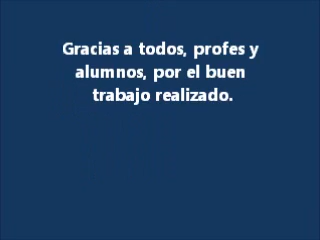 Gracias a todos, profes y
alumnos, por el buen
trabajo realizado.